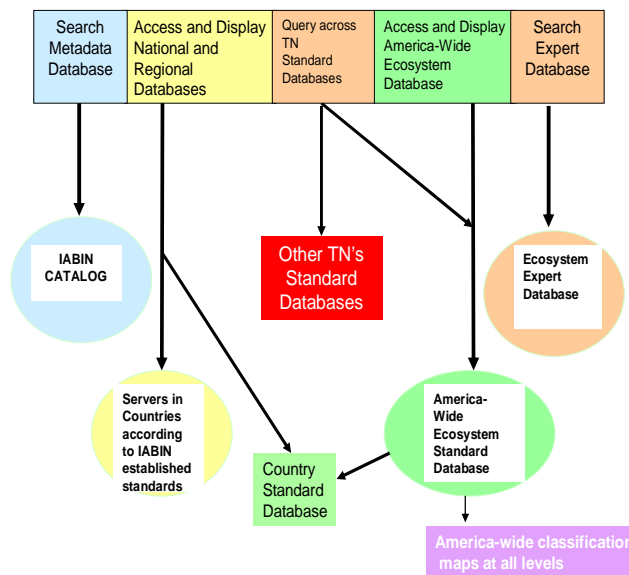 Search
Metadata
Database
Access and Display
National and
Regional
Databases
Query across
TN
Standard
Databases
Access and Display
America-Wide
Ecosystem
Database
Search
Expert
Database
IABIN
CATALOG
Other TN's
Standard
Databases
Ecosystem
Expert
Database
Servers in
Countries
according
to IABIN
established
standards
Country
Standard
Database
America-
Wide
Ecosystem
Standard
Database
America-wide classification
maps at all levels